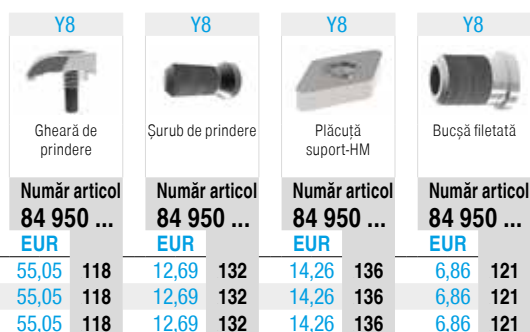 Y8 Y8 Y8 Y8
Gheară de prindere Șurub de prindere Plăcuță suport-HM Bucșă filetată
Număr articol Număr articol Număr articol Număr articol
84 950 ... 84 950 ... 84 950 ... 84 950 ...
EUR EUR EUR EUR
55,05 118 12,69 132 14,26 136 6,86 121
55,05 118 12,69 132 14,26 136 6,86 121
55,05 118 12,69 132 14,26 136 6,86 121